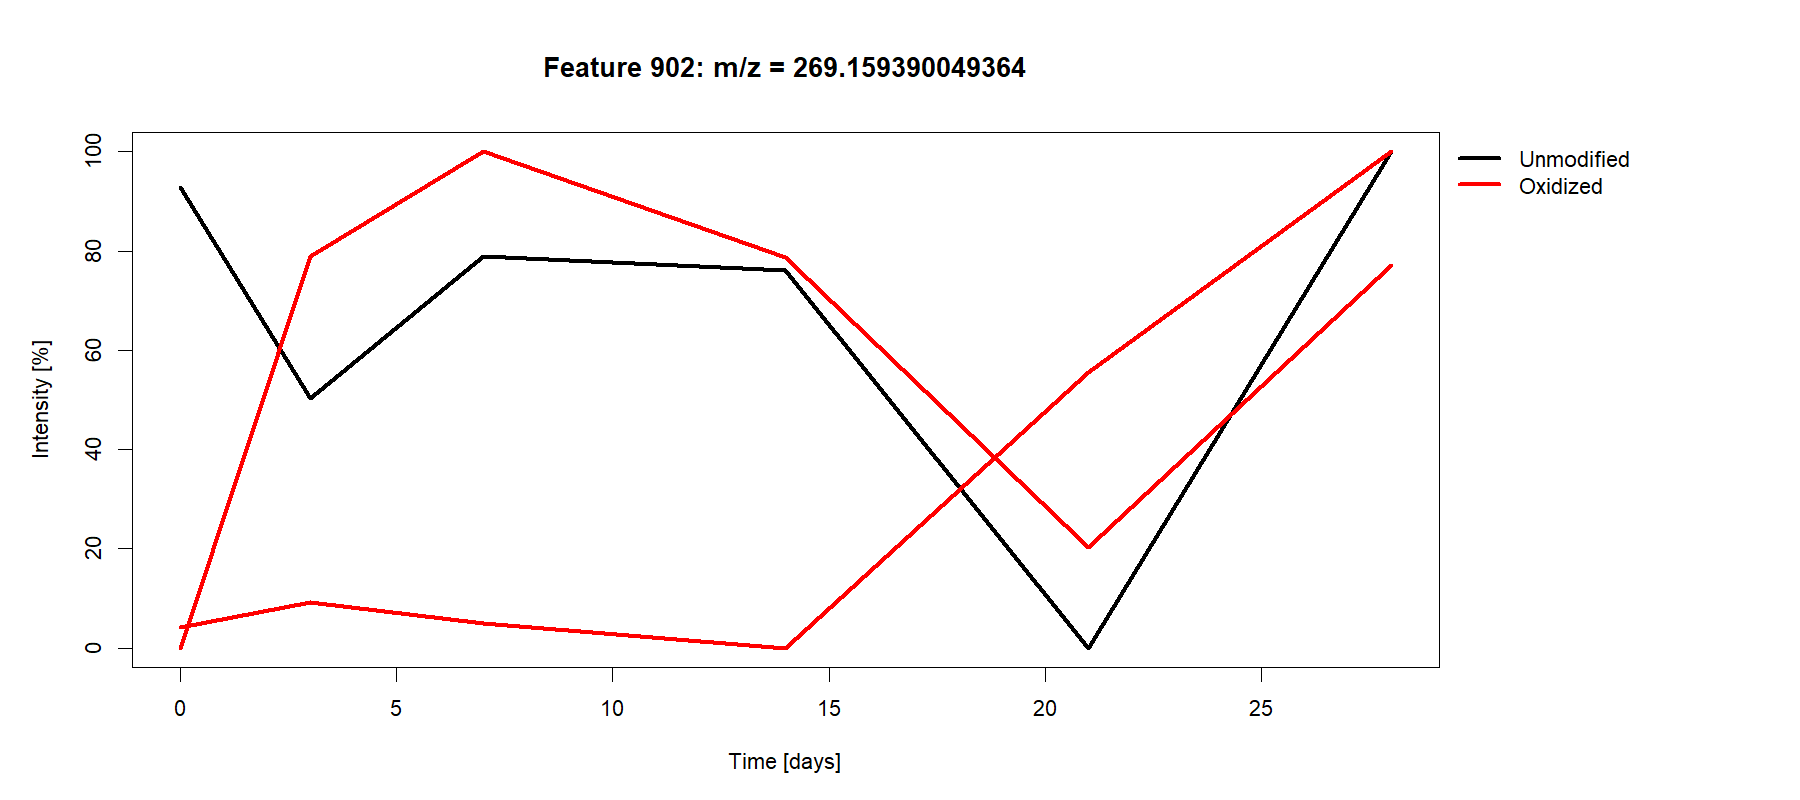 Feature 902: m/z = 269.159390049364
Unmodified
Oxidized
Intensity [%]
100
80
60
40
20
0
0 5 10 15 20 25
Time [days]